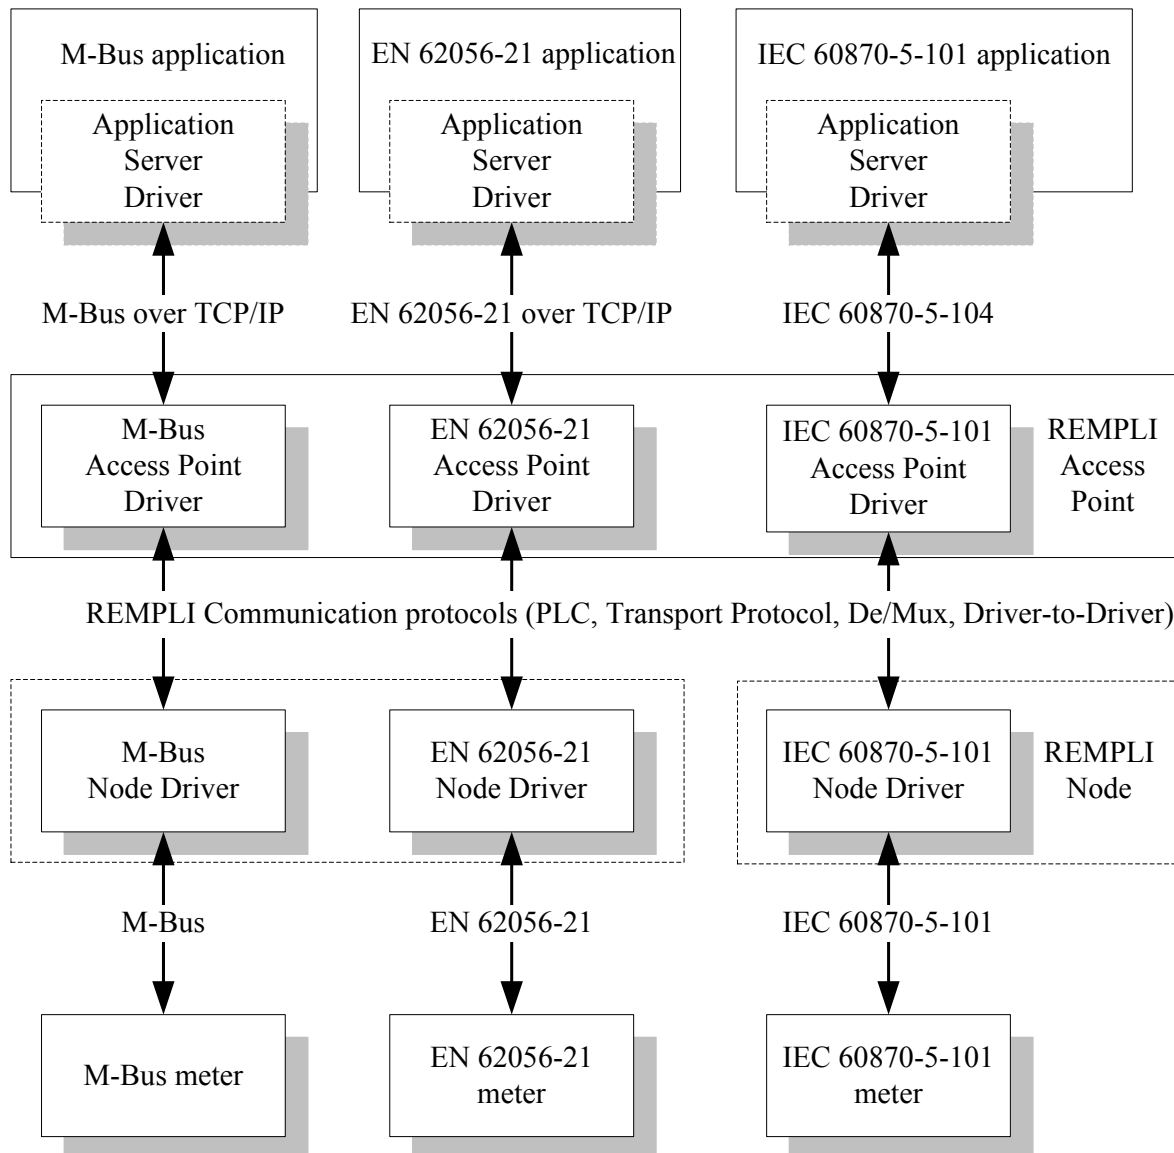 M-Bus application
EN 62056-21 application
IEC 60870-5-101 application
Application
Server
Driver
Application
Server
Driver
Application
Server
Driver
M-Bus over TCP/IP
EN 62056-21 over TCP/IP
IEC 60870-5-104
M-Bus
Access Point
Driver
EN 62056-21
Access Point
Driver
IEC 60870-5-101
Access Point
Driver
REMPLI
Access
Point
REMPLI Communication protocols (PLC, Transport Protocol, De/Mux, Driver-to-Driver)
M-Bus
Node Driver
EN 62056-21
Node Driver
IEC 60870-5-101
Node Driver
REMPLI
Node
M-Bus
EN 62056-21
IEC 60870-5-101
M-Bus meter
EN 62056-21
meter
IEC 60870-5-101
meter